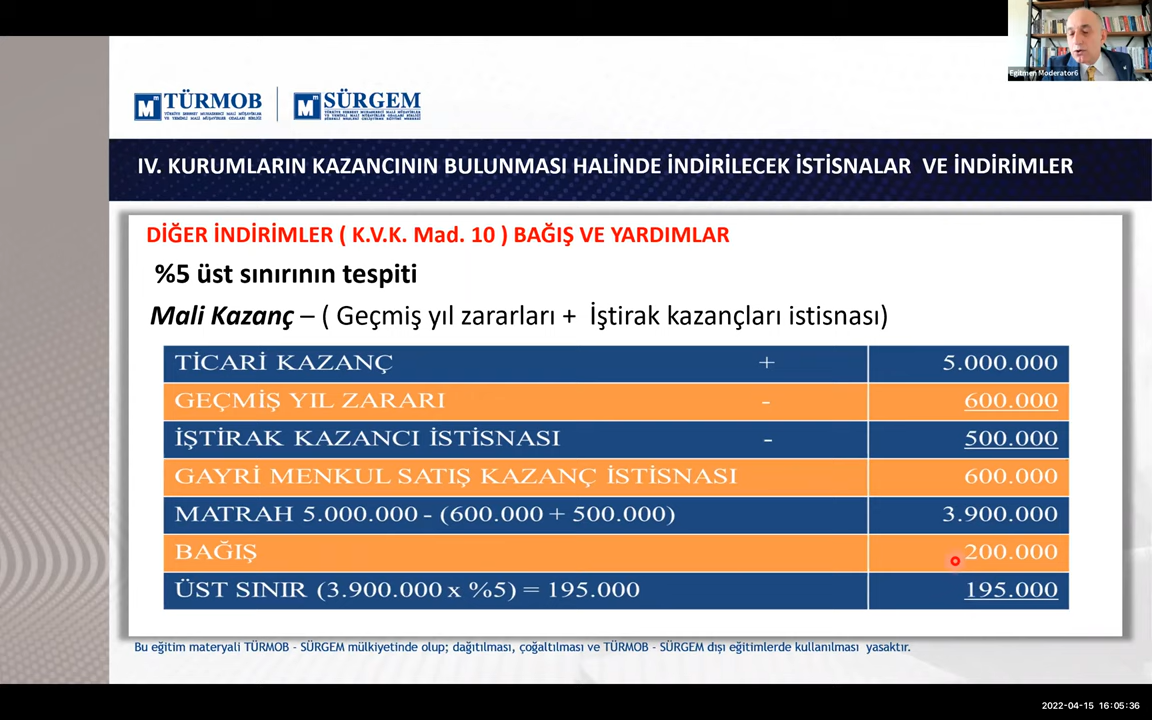 Egitmen Moderator6
TÜRMOB
SÜRGEM
IV. KURUMLARIN KAZANCININ BULUNMASI HALİNDE İNDİRİLECEK İSTİSNALAR VE İNDİRİMLER
DİĞER İNDİRİMLER ( K.V.K. Mad. 10 ) BAĞIŞ VE YARDIMLAR
%5 üst sınırının tespiti
Mali Kazanç – ( Geçmiş yıl zararları + İştirak kazançları istisnası)
TİCARİ KAZANÇ + 5.000.000
GEÇMİŞ YIL ZARARI - 600.000
İŞTİRAK KAZANCI İSTİSNASI - 500.000
GAYRİ MENKUL SATIŞ KAZANÇ İSTİSNASI 600.000
MATRAH 5.000.000 - (600.000 + 500.000) 3.900.000
BAĞIŞ 200.000
ÜST SINIR (3.900.000 x %5) = 195.000 195.000
Bu eğitim materyali TÜRMOB - SÜRGEM mülkiyetinde olup; dağıtılması, çoğaltılması ve TÜRMOB - SÜRGEM dışı eğitimlerde kullanılması yasaktır.
2022-04-15 16:05:36